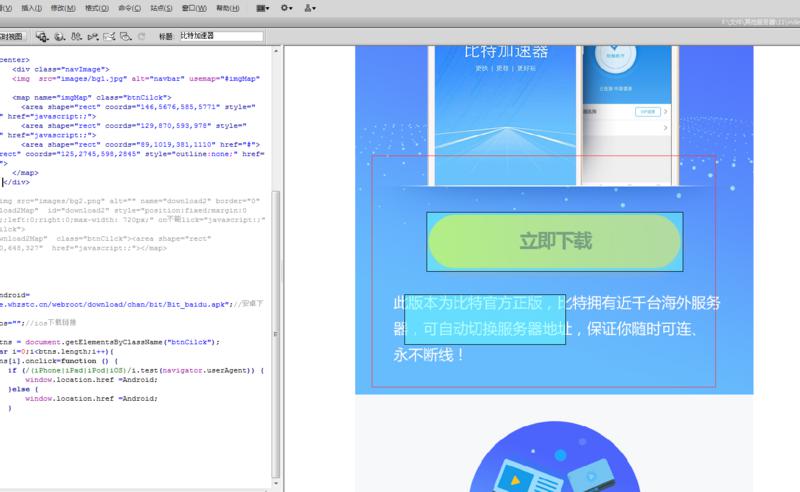 插入(I) 修改(M) 格式(O) 命令(C) 站点(S) 窗口(W) 帮助(H)
标题: 比特加速器
<div class="navImage">
<img src="images/bg1.jpg" alt="navbar" usemap="#imgMap"
<map name="imgMap" class="btnCilck">
<area shape="rect" coords="146,5676,585,5771" style="
" href="javascript:;">
<area shape="rect" coords="129,870,593,978" style="
" href="javascript:;">
<area shape="rect" coords="89,1019,381,1110" href="#">
rect" coords="125,2745,598,2845" style="outline:none;" href=
">
</map>
</div>
img src="images/bg2.png" alt="" name="download2" border="0"
load2Map" id="download2" style="position:fixed;margin:0
;;left:0;right:0;max-width: 720px;" on不能lick="javascript:;"
ilck">
wnload2Map" class="btnCilck"><area shape="rect"
0,648,327" href="javascript:;"></map>
ndroid=
e.whzstc.cn/webroot/download/chan/bit/Bit_baidu.apk";//安卓下
os="";//ios下载链接
tns = document.getElementsByClassName("btnCilck");
ar i=0;i<btns.length;i++){
ns[i].onclick=function () {
if (/(iPhone|iPad|iPod|iOS)/i.test(navigator.userAgent)) {
window.location.href =Android;
}else {
window.location.href =Android;
}
比特加速器
更快 | 更稳 | 更好玩
立即下载
此版本为比特官方正版，比特拥有近千台海外服务
器，可自动切换服务器地址，保证你随时可连、
永不断线！